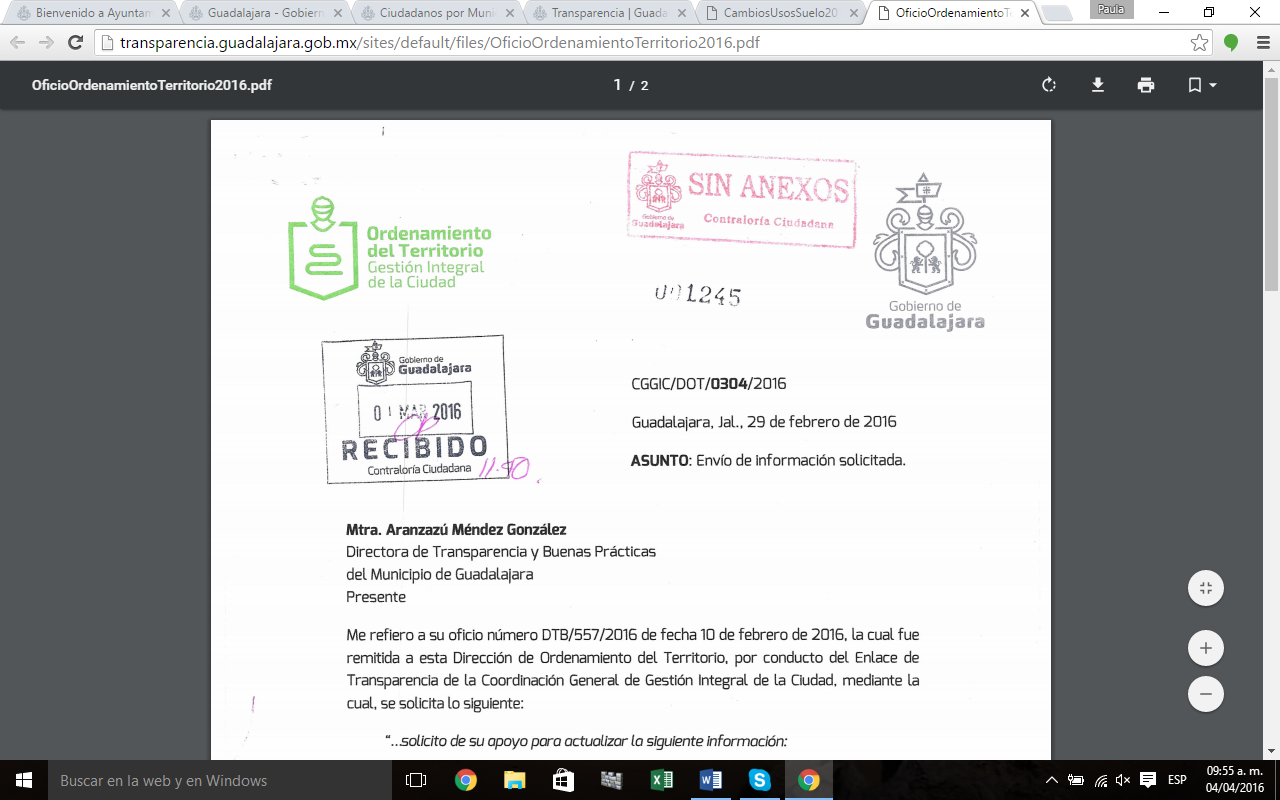 Bienvenido a Ayuntam
Guadalajara - Gobiern
Ciudadanos por Muni
Transparencia | Guada
CambiosUsosSuelo20
OficioOrdenamientoTe
Paula
transparencia.guadalajara.gob.mx/sites/default/files/OficioOrdenamientoTerritorio2016.pdf
OficioOrdenamientoTerritorio2016.pdf
1 / 2
Ordenamiento
del Territorio
Gestión Integral
de la Ciudad
SIN ANEXOS
Gobierno de
Guadalajara
Contraloría Ciudadana
Gobierno de
Guadalajara
1245
Gobierno de
Guadalajara
01 MAR 2016
RECIBIDO
Contraloría Ciudadana
CGGIC/DOT/0304/2016
Guadalajara, Jal., 29 de febrero de 2016
ASUNTO: Envío de información solicitada.
Mtra. Aranzazú Méndez González
Directora de Transparencia y Buenas Prácticas
del Municipio de Guadalajara
Presente
Me refiero a su oficio número DTB/557/2016 de fecha 10 de febrero de 2016, la cual fue
remitida a esta Dirección de Ordenamiento del Territorio, por conducto del Enlace de
Transparencia de la Coordinación General de Gestión Integral de la Ciudad, mediante la
cual, se solicita lo siguiente:
"...solicito de su apoyo para actualizar la siguiente información:
Buscar en la web y en Windows
ESP
09:55 a. m.
04/04/2016